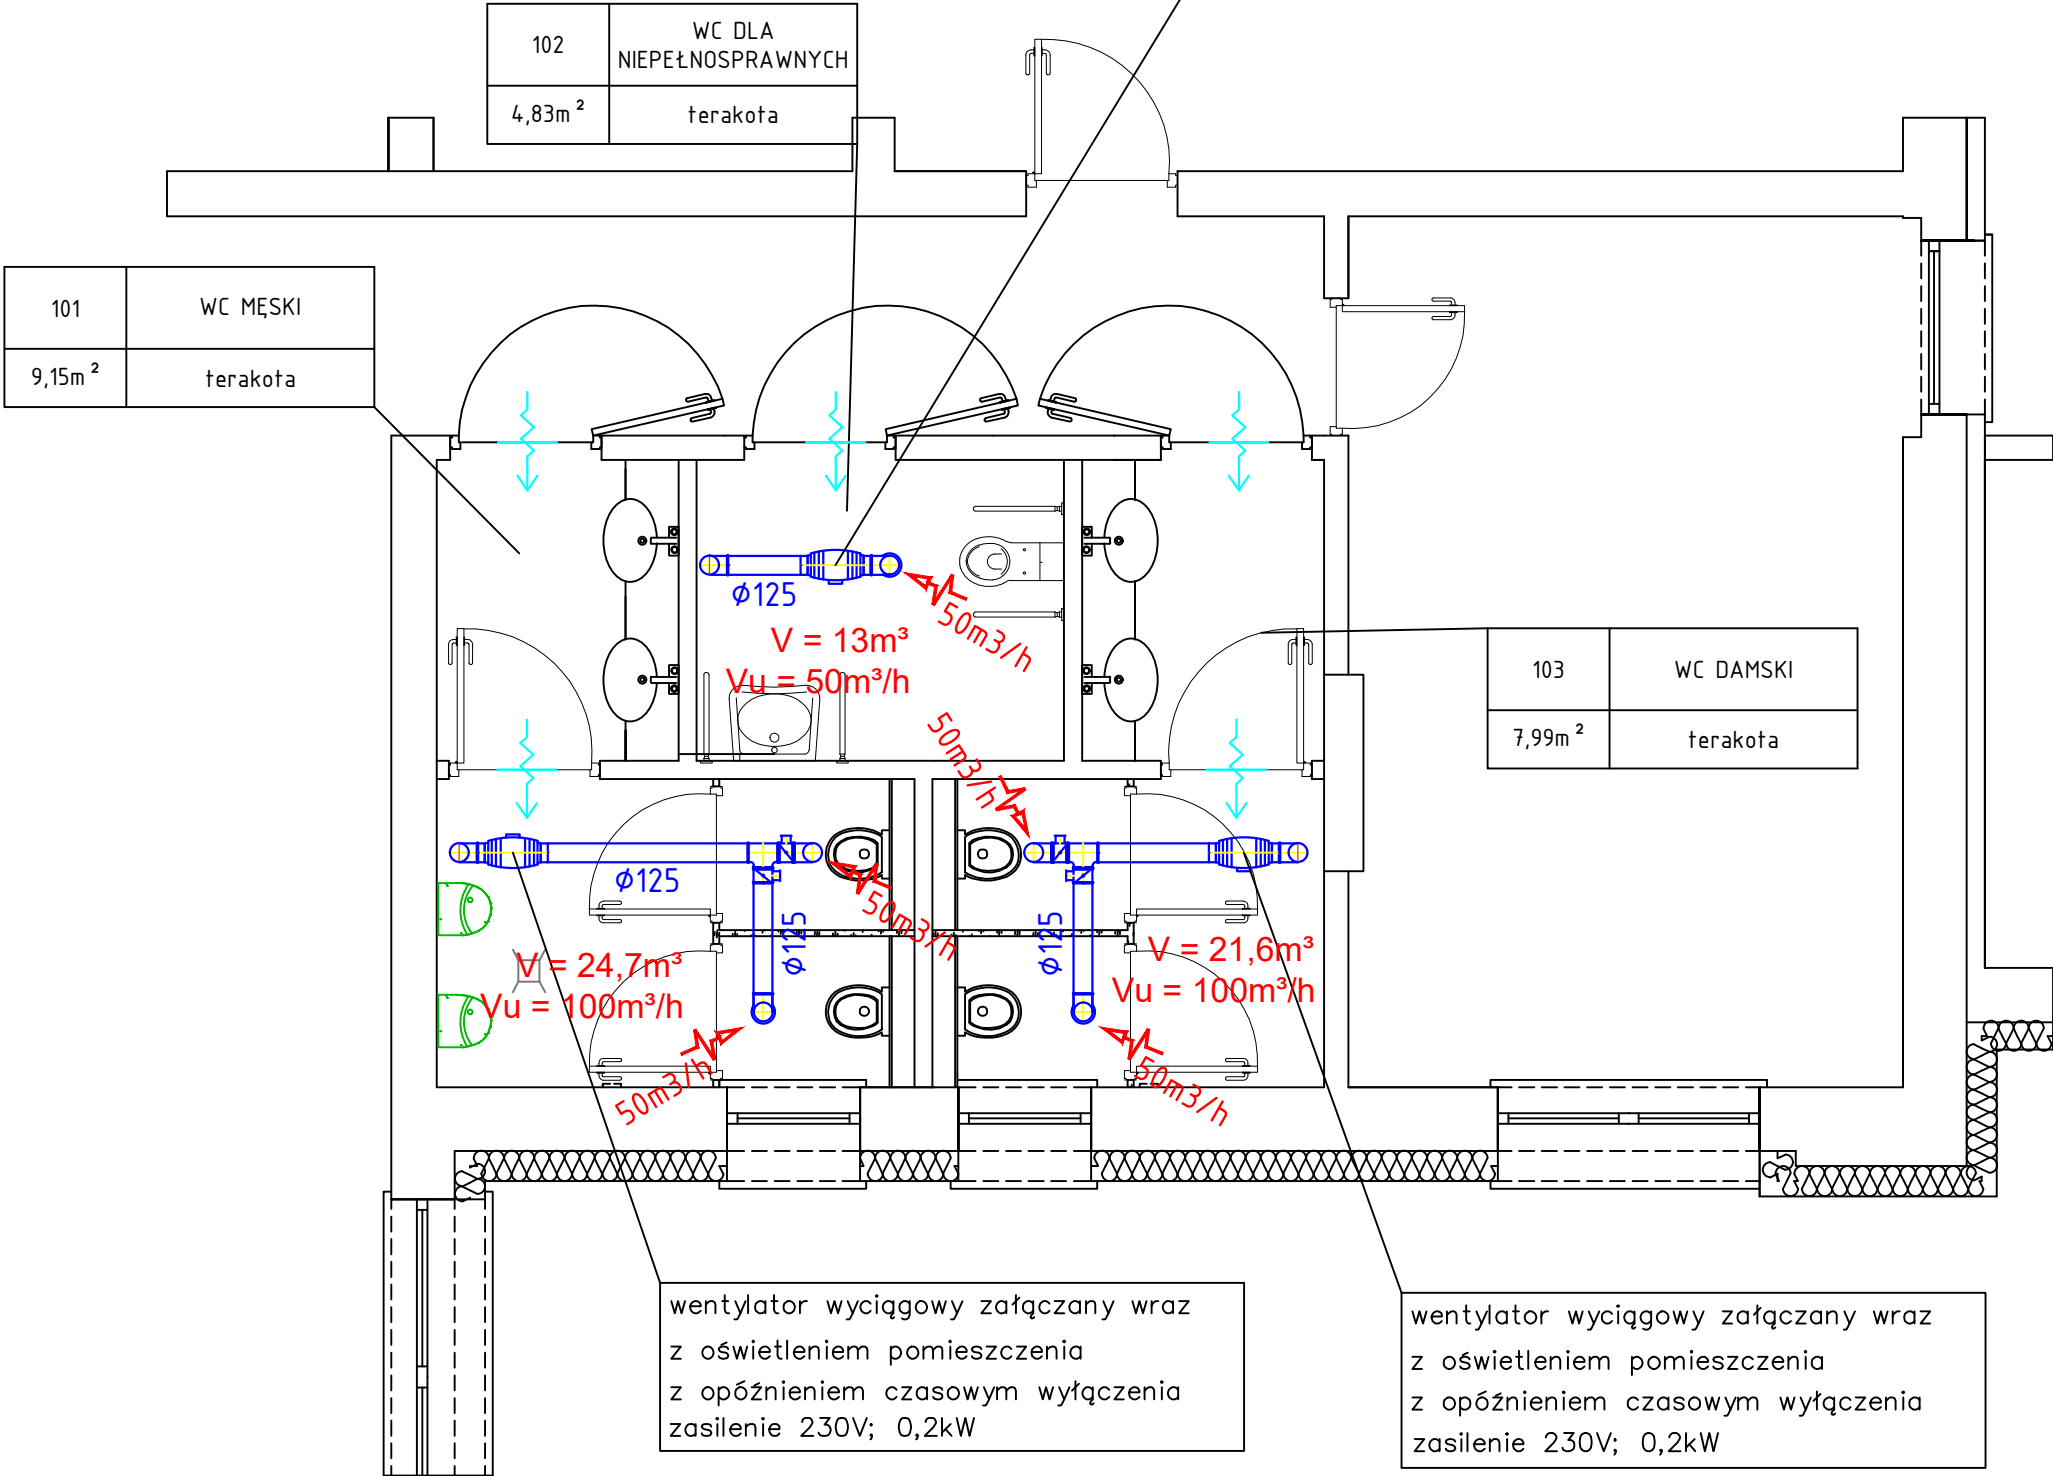 102
WC DLA
NIEPEŁNOSPRAWNYCH
4,83m²
terakota
101
WC MĘSKI
9,15m²
terakota
ϕ125
50m3/h
V = 13m³
Vu = 50m³/h
103
WC DAMSKI
7,99m²
terakota
50m3/h
ϕ125
50m3/h
ϕ125
V = 24,7m³
Vu = 100m³/h
50m3/h
ϕ125
V = 21,6m³
Vu = 100m³/h
50m3/h
wentylator wyciągowy załączany wraz
z oświetleniem pomieszczenia
z opóźnieniem czasowym wyłączenia
zasilenie 230V; 0,2kW
wentylator wyciągowy załączany wraz
z oświetleniem pomieszczenia
z opóźnieniem czasowym wyłączenia
zasilenie 230V; 0,2kW